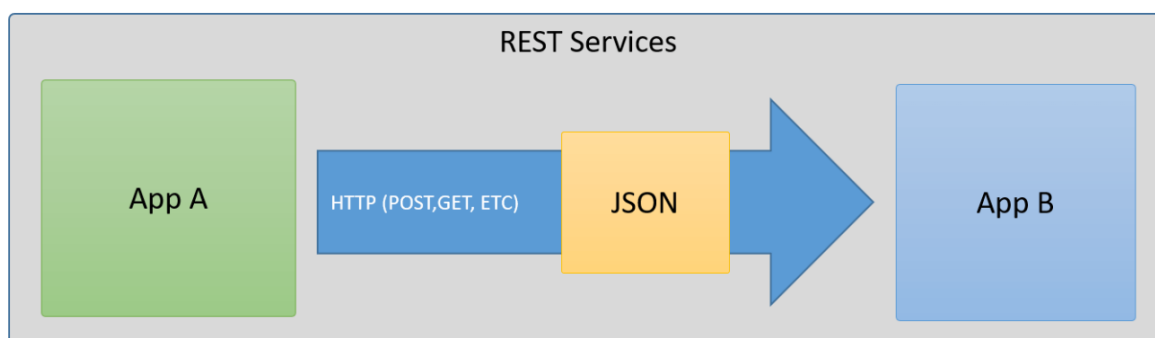 REST Services
App A
HTTP (POST,GET, ETC)
JSON
App B